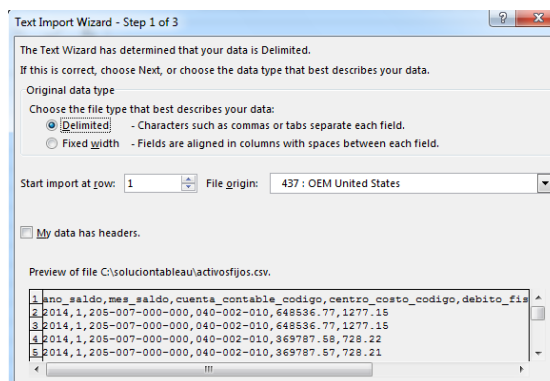 Text Import Wizard - Step 1 of 3
The Text Wizard has determined that your data is Delimited.
If this is correct, choose Next, or choose the data type that best describes your data.
Original data type
Choose the file type that best describes your data:
Delimited - Characters such as commas or tabs separate each field.
Fixed width - Fields are aligned in columns with spaces between each field.
Start import at row: 1 File origin: 437 : OEM United States
My data has headers.
Preview of file C:\soluciontableau\activosfijos.csv.
1 ano_saldo,mes_saldo,cuenta_contable_codigo,centro_costo_codigo,debito_fis
2 2014,1,205-007-000-000,040-002-010,648536.77,1277.15
3 2014,1,205-007-000-000,040-002-010,648536.77,1277.15
4 2014,1,205-007-000-000,040-002-010,369787.58,728.22
5 2014,1,205-007-000-000,040-002-010,369787.57,728.21